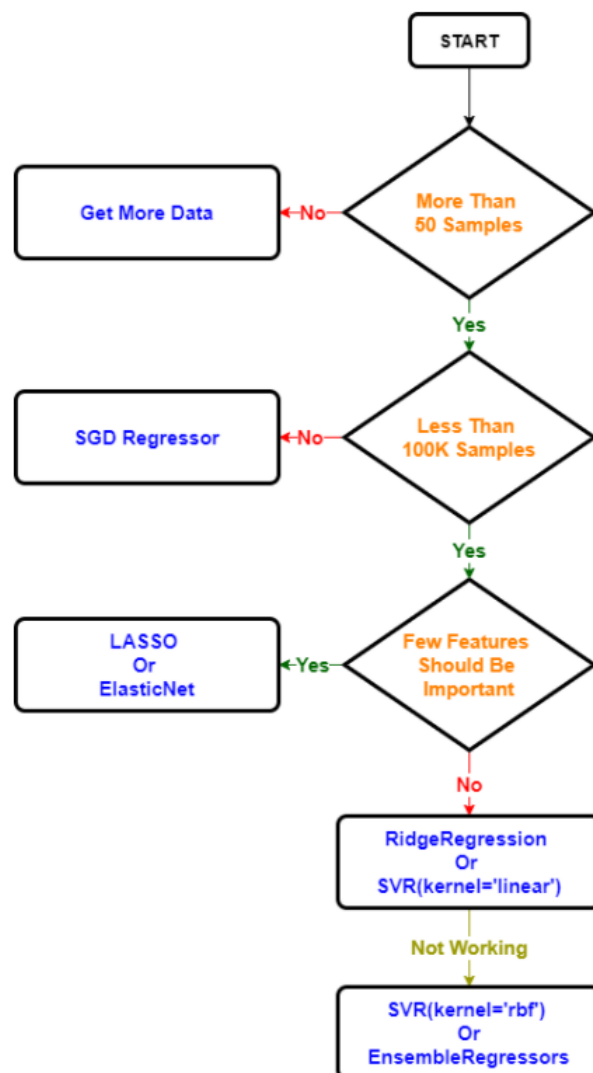 START
More Than
50 Samples
No
Get More Data
Yes
Less Than
100K Samples
No
SGD Regressor
Yes
Few Features
Should Be
Important
Yes
LASSO
Or
ElasticNet
No
RidgeRegression
Or
SVR(kernel='linear')
Not Working
SVR(kernel='rbf')
Or
EnsembleRegressors